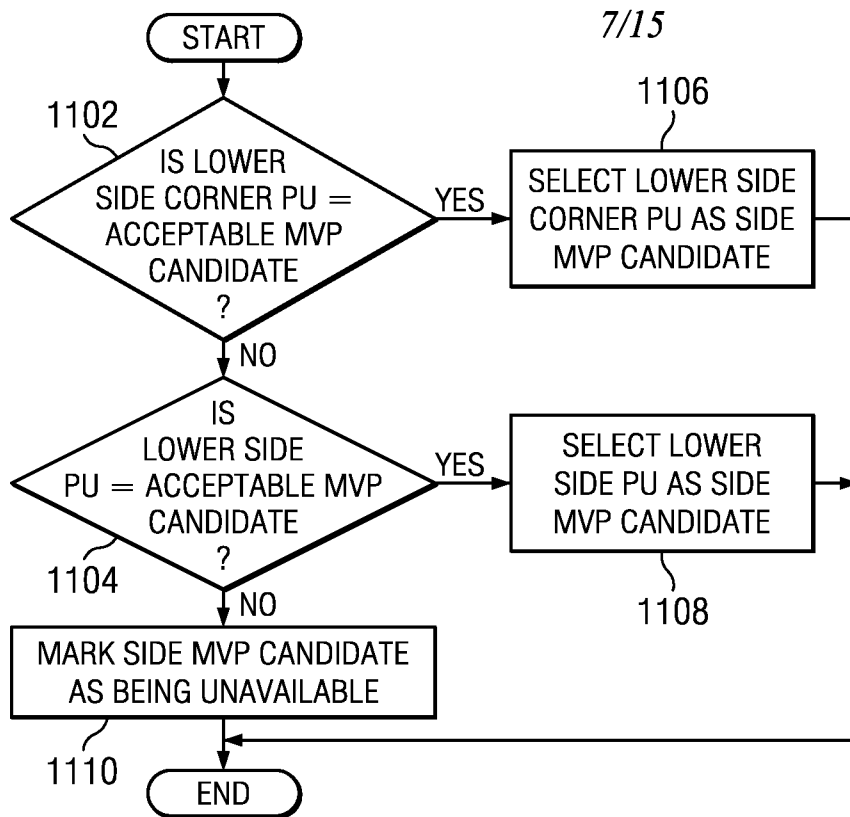 7/15
START
1102
IS LOWER
SIDE CORNER PU =
ACCEPTABLE MVP
CANDIDATE
?
YES
1106
SELECT LOWER SIDE
CORNER PU AS SIDE
MVP CANDIDATE
NO
IS
LOWER SIDE
PU = ACCEPTABLE MVP
CANDIDATE
?
1104
YES
SELECT LOWER
SIDE PU AS SIDE
MVP CANDIDATE
1108
NO
MARK SIDE MVP CANDIDATE
AS BEING UNAVAILABLE
1110
END